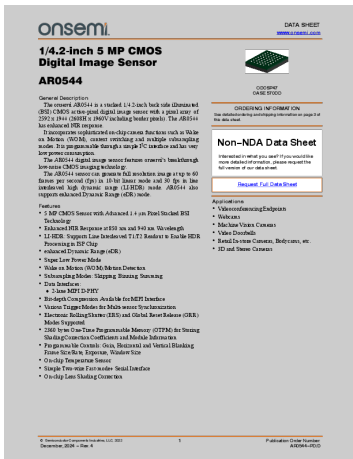 onsemi™
DATA SHEET
www.onsemi.com
1/4.2-inch 5 MP CMOS
Digital Image Sensor
AR0544
General Description
The onsemi AR0544 is a stacked 1/4.2-inch back side illuminated
(BSI) CMOS active-pixel digital image sensor with a pixel array of
2592 x 1944 (2608H x 1960V including border pixels). The AR0544
has enhanced NIR response.
It incorporates sophisticated on-chip camera functions such as Wake
on Motion (WOM), context switching and multiple subsampling
modes. It is programmable through a simple I²C interface and has very
low power consumption.
The AR0544 digital image sensor features onsemi's breakthrough
low-noise CMOS imaging technology.
The AR0544 sensor can generate full resolution image at up to 60
frames per second (fps) in 10-bit linear mode and 30 fps in line
interleaved high dynamic range (LI-HDR) mode. AR0544 also
supports enhanced Dynamic Range (eDR) mode.
Features
• 5 MP CMOS Sensor with Advanced 1.4 μm Pixel Stacked BSI
Technology
• Enhanced NIR Response at 850 nm and 940 nm Wavelength
• LI-HDR: Supports Line Interleaved T1/T2 Readout to Enable HDR
Processing in ISP Chip
• enhanced Dynamic Range (eDR)
• Super Low Power Mode
• Wake on Motion (WOM)/Motion Detection
• Subsampling Modes: Skipping, Binning, Summing
• Data Interfaces:
♦ 2-lane MIPI D-PHY
• Bit-depth Compression Available for MIPI Interface
• Various Trigger Modes for Multi-sensor Synchronization
• Electronic Rolling Shutter (ERS) and Global Reset Release (GRR)
Modes Supported
• 2360 bytes One-Time Programmable Memory (OTPM) for Storing
Shading Correction Coefficients and Module Information
• Programmable Controls: Gain, Horizontal and Vertical Blanking,
Frame Size/Rate, Exposure, Window Size
• On-chip Temperature Sensor
• Simple Two-wire Fast-mode+ Serial Interface
• On-chip Lens Shading Correction
ODCSP47
CASE 570DD
ORDERING INFORMATION
See detailed ordering and shipping information on page 3 of
this data sheet.
Non-NDA Data Sheet
Interested in what you see? If you would like
more detailed information, please request the
full version of our data sheet.
Request Full Data Sheet
Applications
• Videoconferencing Endpoints
• Webcams
• Machine Vision Cameras
• Video Doorbells
• Retail In-store Cameras, Bodycams, etc.
• 3D and Stereo Cameras
1
December, 2024 – Rev. 4
Publication Order Number:
AR0544–PD/D